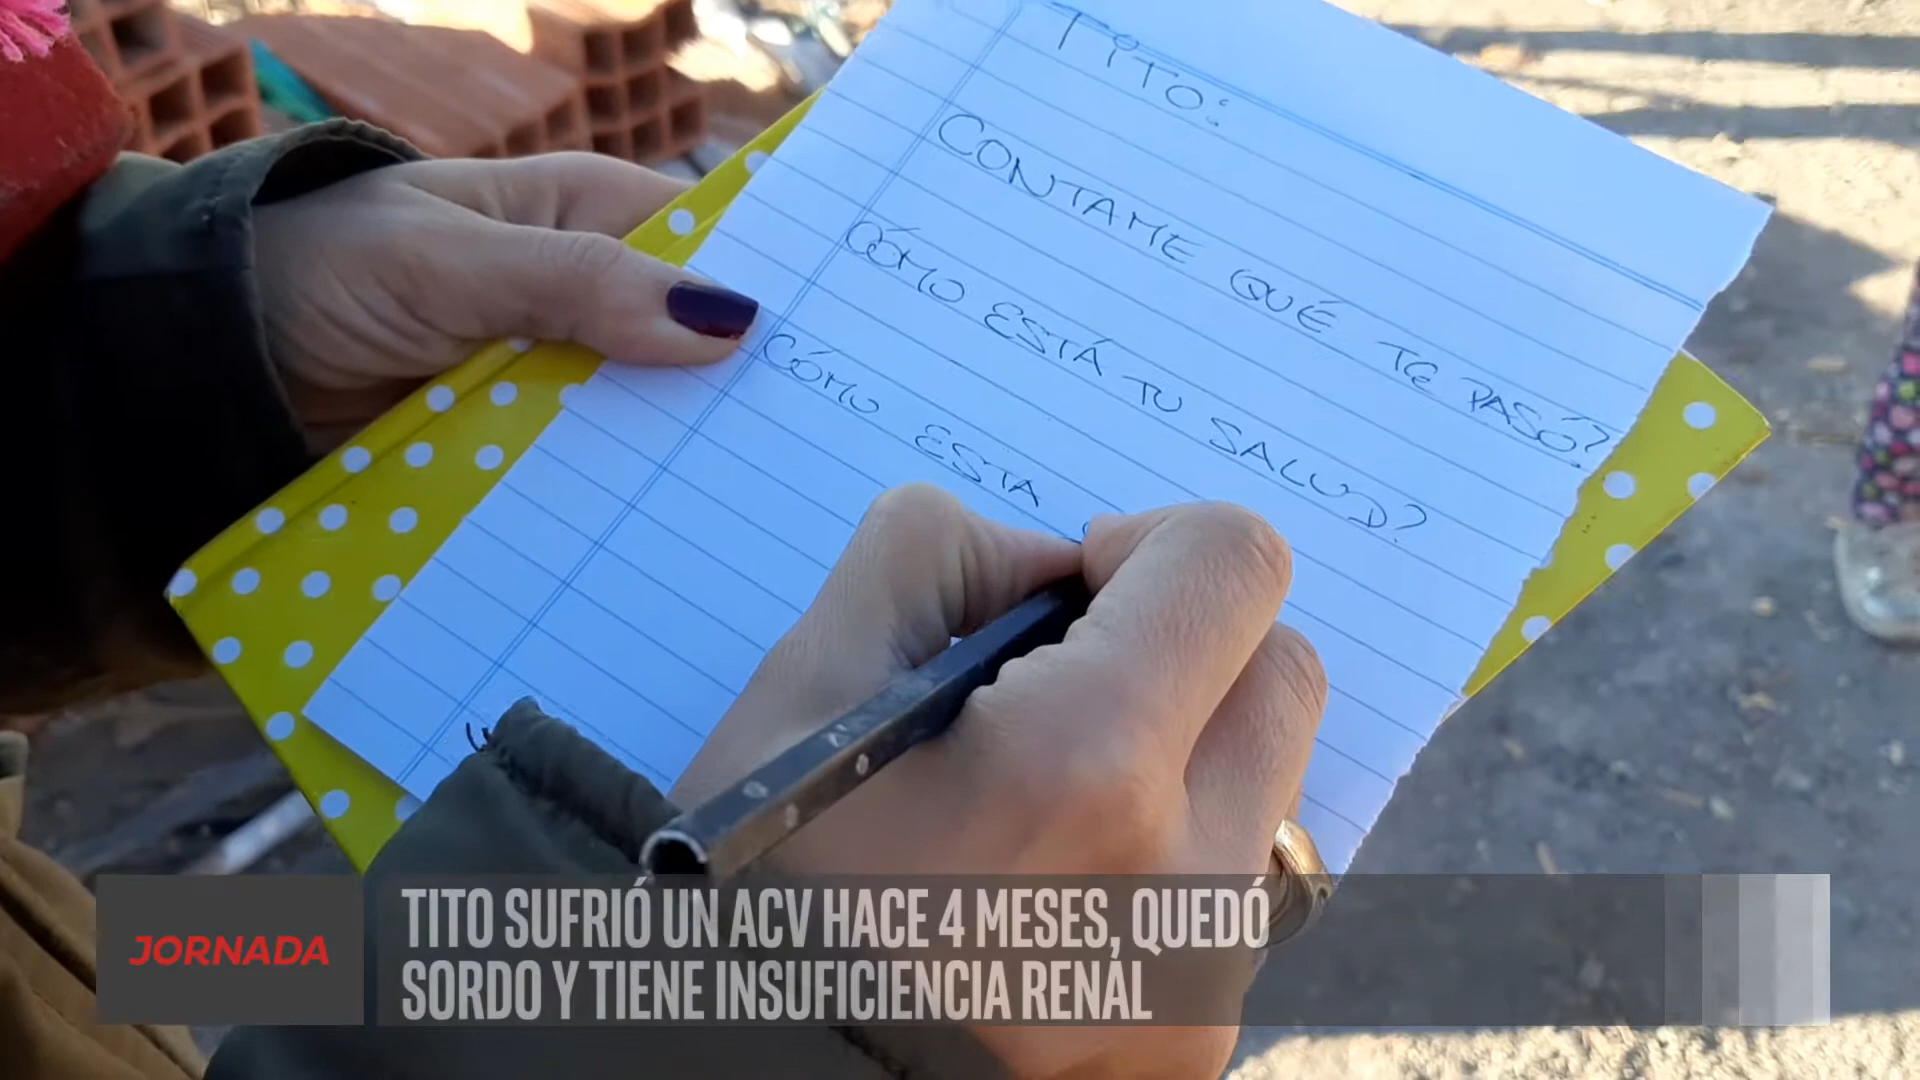 TITO:
CONTAME QUÉ TE PASÓ?
CÓMO ESTÁ TU SALUD?
CÓMO ESTA
JORNADA
TITO SUFRIÓ UN ACV HACE 4 MESES, QUEDÓ
SORDO Y TIENE INSUFICIENCIA RENAL